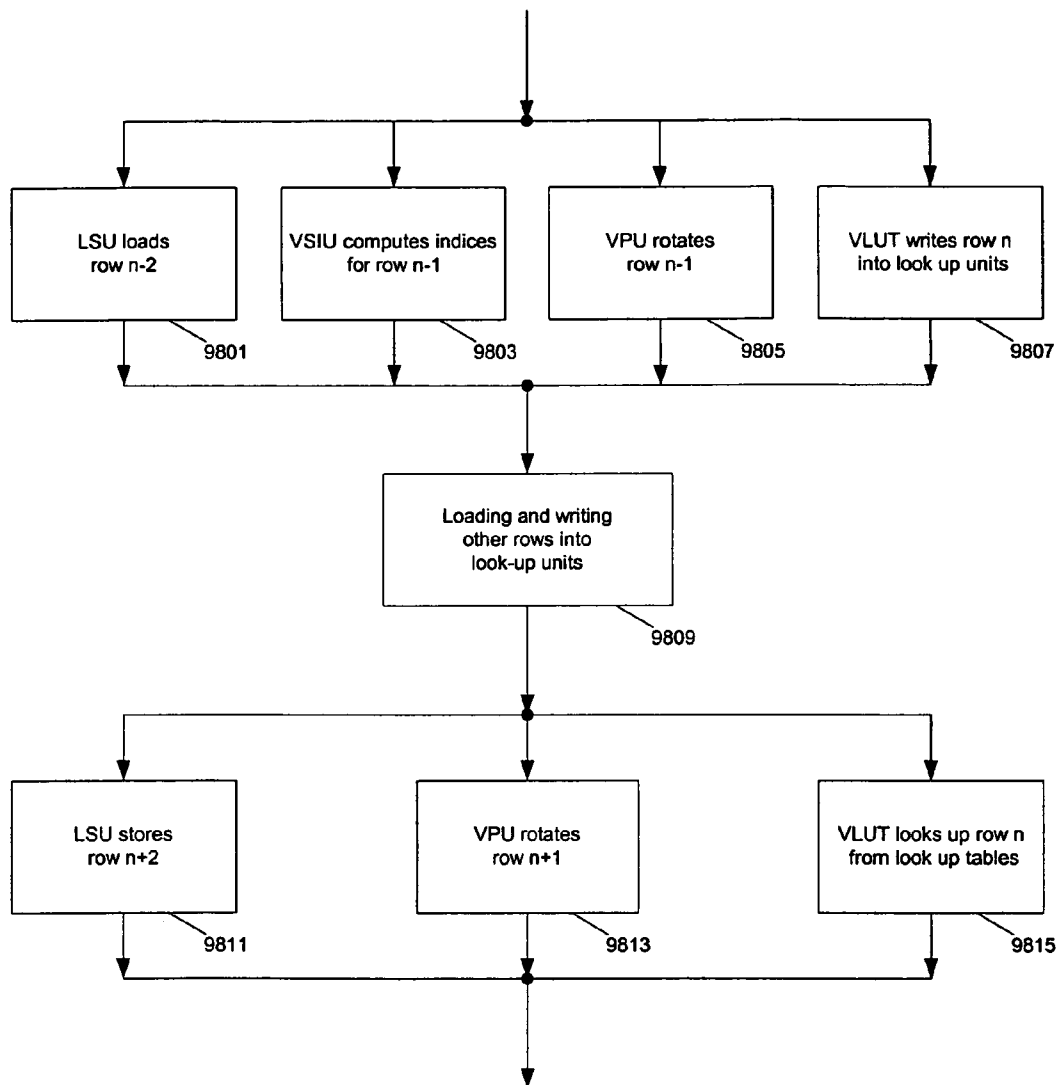 LSU loads
row n-2
9801
VSIU computes indices
for row n-1
9803
VPU rotates
row n-1
9805
VLUT writes row n
into look up units
9807
Loading and writing
other rows into
look-up units
9809
LSU stores
row n+2
9811
VPU rotates
row n+1
9813
VLUT looks up row n
from look up tables
9815